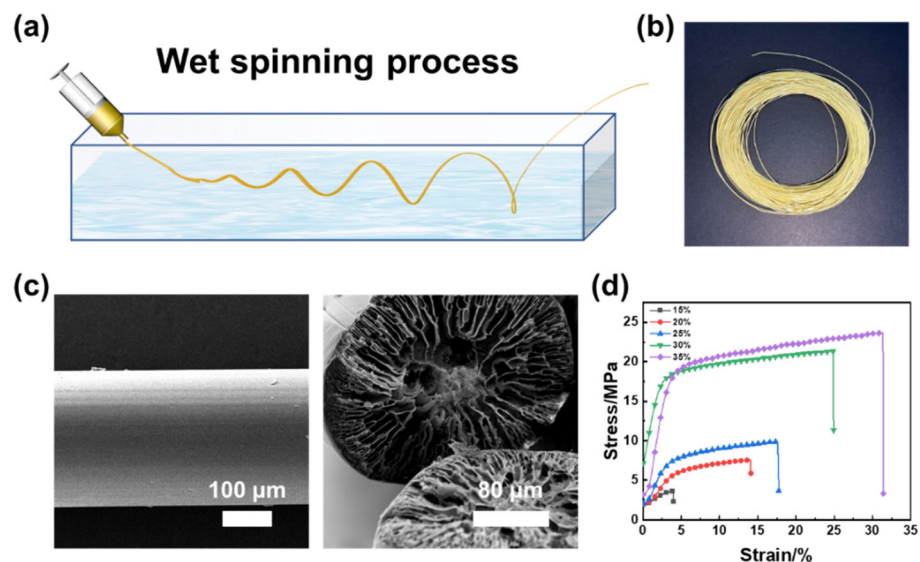 (a)
Wet spinning process
(b)
(c)
100 μm
80 μm
(d)
Stress/MPa
25
20
15
10
5
0
15%
20%
25%
30%
35%
0 5 10 15 20 25 30 35
Strain/%